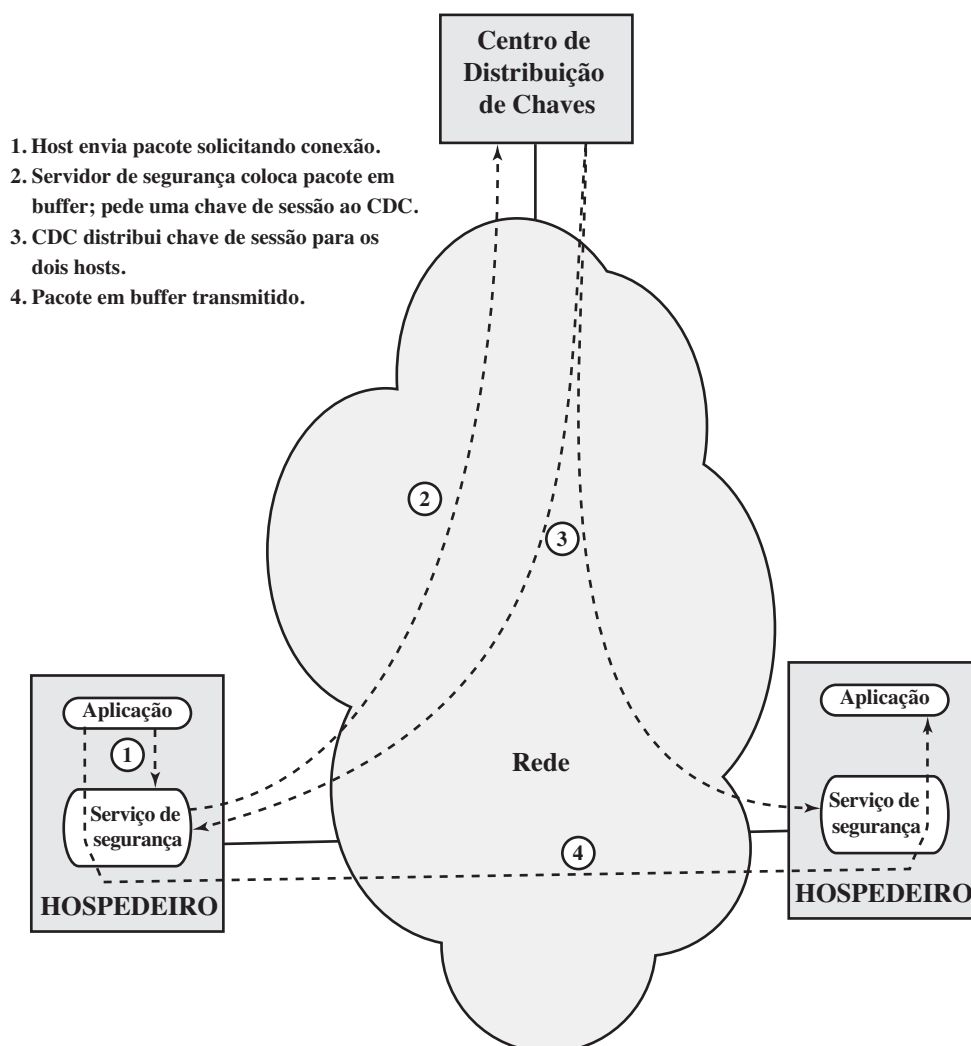 Centro de
Distribuição
de Chaves
1. Host envia pacote solicitando conexão.
2. Servidor de segurança coloca pacote em
buffer; pede uma chave de sessão ao CDC.
3. CDC distribui chave de sessão para os
dois hosts.
4. Pacote em buffer transmitido.
2
3
Aplicação
1
Serviço de
segurança
HOSPEDEIRO
Rede
4
Aplicação
Serviço de
segurança
HOSPEDEIRO